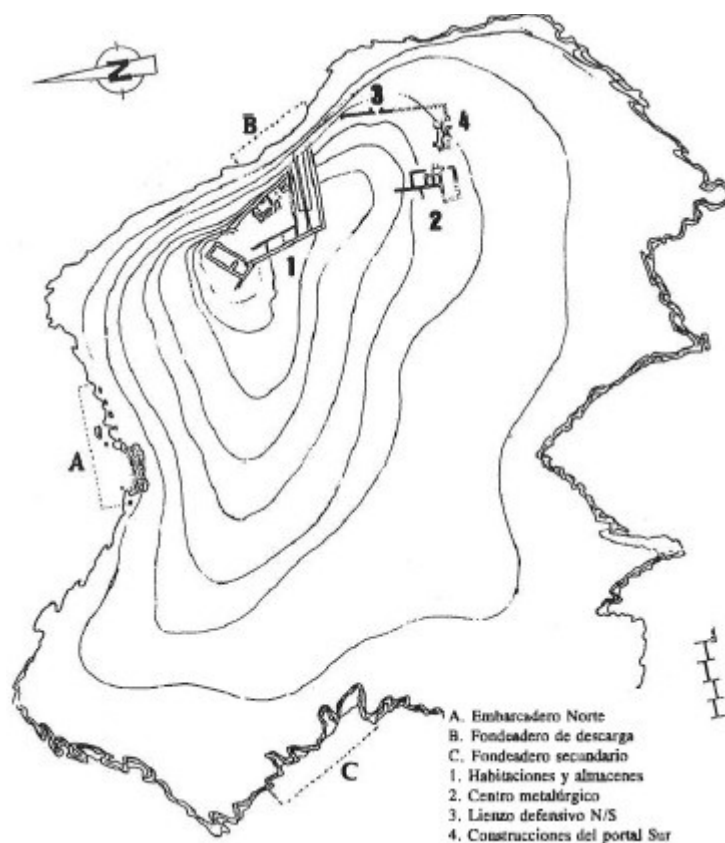 N
B
3
4
2
1
A
C
A. Embarcadero Norte
B. Fondeadero de descarga
C. Fondeadero secundario
1. Habitaciones y almacenes
2. Centro metalúrgico
3. Lienzo defensivo N/S
4. Construcciones del portal Sur